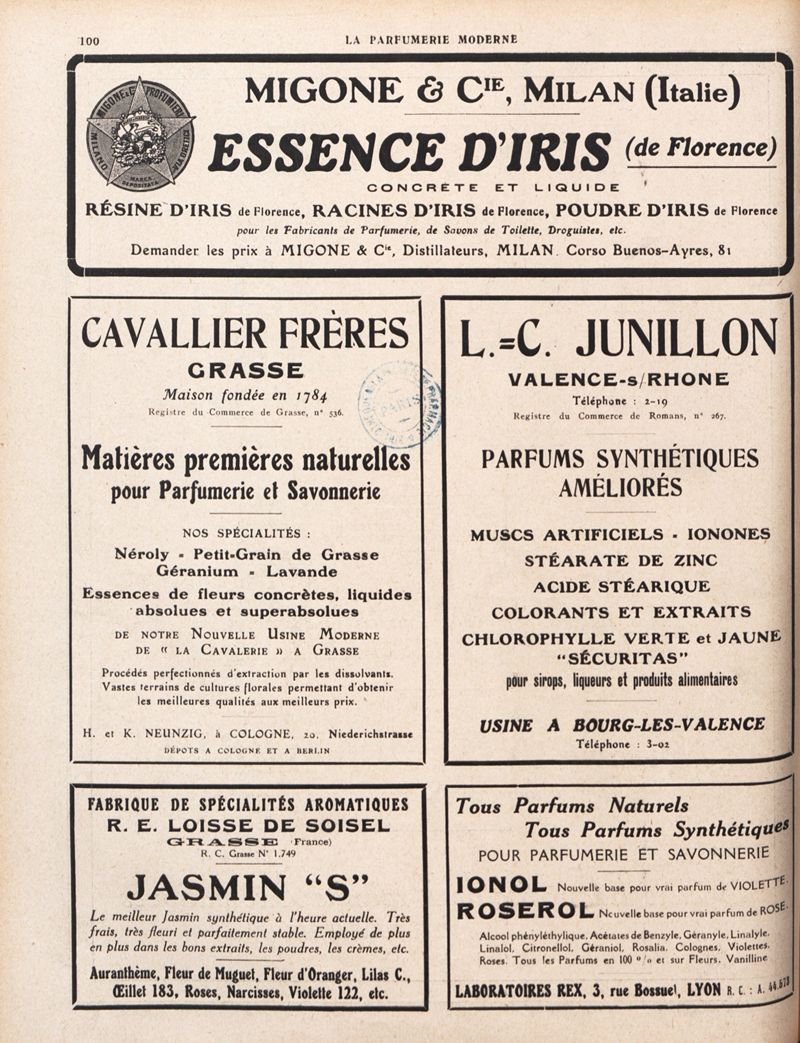 100
LA PARFUMERIE MODERNE
MIGONE & C PROFUMIERI
MILANO
MARCA
DEPOSITATA
MIGONE & CIE, MILAN (Italie)
ESSENCE D'IRIS (de Florence)
CONCRÈTE ET LIQUIDE
RÉSINE D'IRIS de Florence, RACINES D'IRIS de Florence, POUDRE D'IRIS de Florence
pour les Fabricants de Parfumerie, de Savons de Toilette, Droguistes, etc.
Demander les prix à MIGONE & Cie, Distillateurs, MILAN. Corso Buenos-Ayres, 81
CAVALLIER FRÈRES
GRASSE
Maison fondée en 1784
Registre du Commerce de Grasse, n° 536.
PARIS
Matières premières naturelles
pour Parfumerie et Savonnerie
NOS SPÉCIALITÉS :
Néroly - Petit-Grain de Grasse
Géranium - Lavande
Essences de fleurs concrètes, liquides
absolues et superabsolues
DE NOTRE NOUVELLE USINE MODERNE
DE « LA CAVALERIE » A GRASSE
Procédés perfectionnés d'extraction par les dissolvants.
Vastes terrains de cultures florales permettant d'obtenir
les meilleures qualités aux meilleurs prix.
H. et K. NEUNZIG, à COLOGNE, 20, Niederichstrasse
DÉPOTS A COLOGNE ET A BERLIN
L.=C. JUNILLON
VALENCE-s/RHONE
Téléphone : 2-19
Registre du Commerce de Romans, n° 267.
PARFUMS SYNTHÉTIQUES
AMÉLIORÉS
MUSCS ARTIFICIELS - IONONES
STÉARATE DE ZINC
ACIDE STÉARIQUE
COLORANTS ET EXTRAITS
CHLOROPHYLLE VERTE et JAUNE
"SÉCURITAS"
pour sirops, liqueurs et produits alimentaires
USINE A BOURG-LES-VALENCE
Téléphone : 3-02
FABRIQUE DE SPÉCIALITÉS AROMATIQUES
R. E. LOISSE DE SOISEL
GRASSE (France)
R. C. Grasse N° 1.749
JASMIN "S"
Le meilleur Jasmin synthétique à l'heure actuelle. Très
frais, très fleuri et parfaitement stable. Employé de plus
en plus dans les bons extraits, les poudres, les crèmes, etc.
Auranthème, Fleur de Muguet, Fleur d'Oranger, Lilas C.,
Œillet 183, Roses, Narcisses, Violette 122, etc.
Tous Parfums Naturels
Tous Parfums Synthétiques
POUR PARFUMERIE ET SAVONNERIE
IONOL Nouvelle base pour vrai parfum de VIOLETTE.
ROSEROL Nouvelle base pour vrai parfum de ROSE.
Alcool phényléthylique, Acétates de Benzyle, Géranyle, Linalyle,
Linalol, Citronellol, Géraniol, Rosalia, Colognes, Violettes,
Roses. Tous les Parfums en 100 % et sur Fleurs. Vanilline
LABORATOIRES REX, 3, rue Bossuet, LYON R. C. : A. 44.678